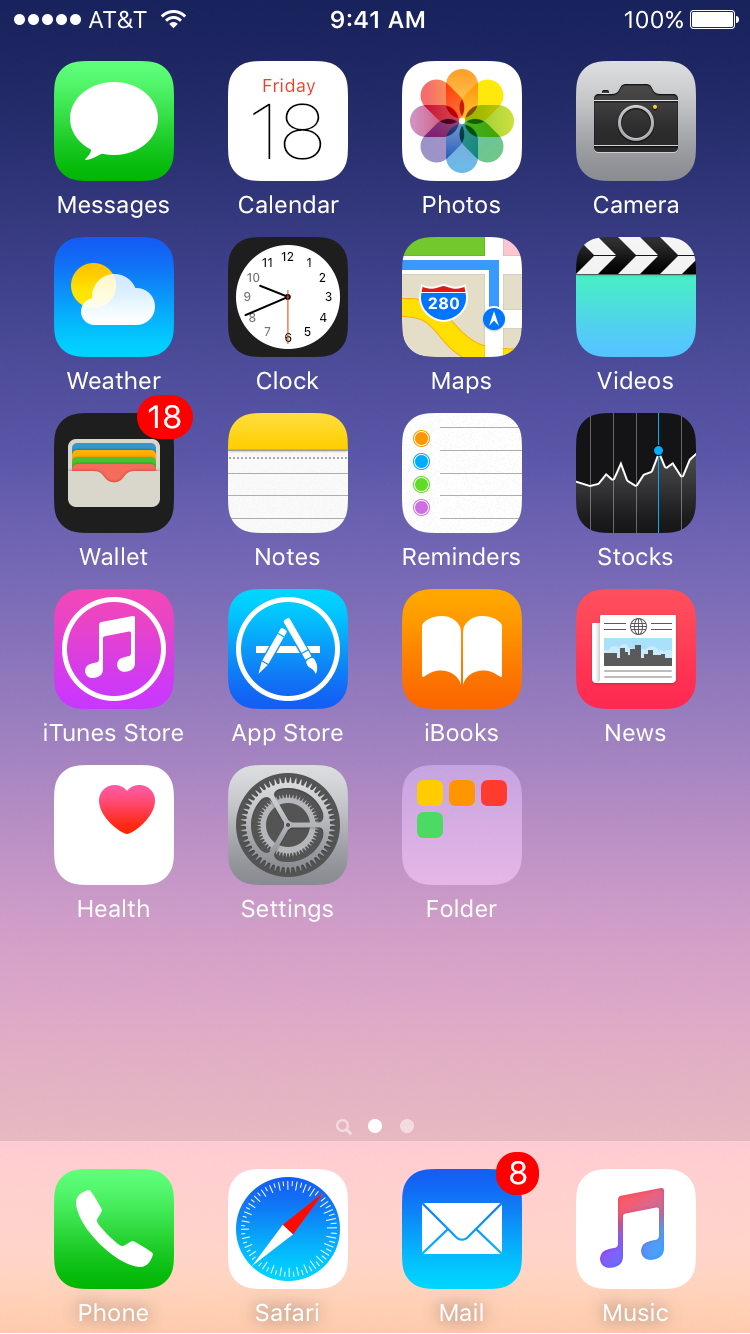 AT&T 9:41 AM 100%
Friday
18
Messages Calendar Photos Camera
12
11 1
10 2
9 3
8 4
7 5
6
280
Weather Clock Maps Videos
18
Wallet Notes Reminders Stocks
iTunes Store App Store iBooks News
Health Settings Folder
8
Phone Safari Mail Music